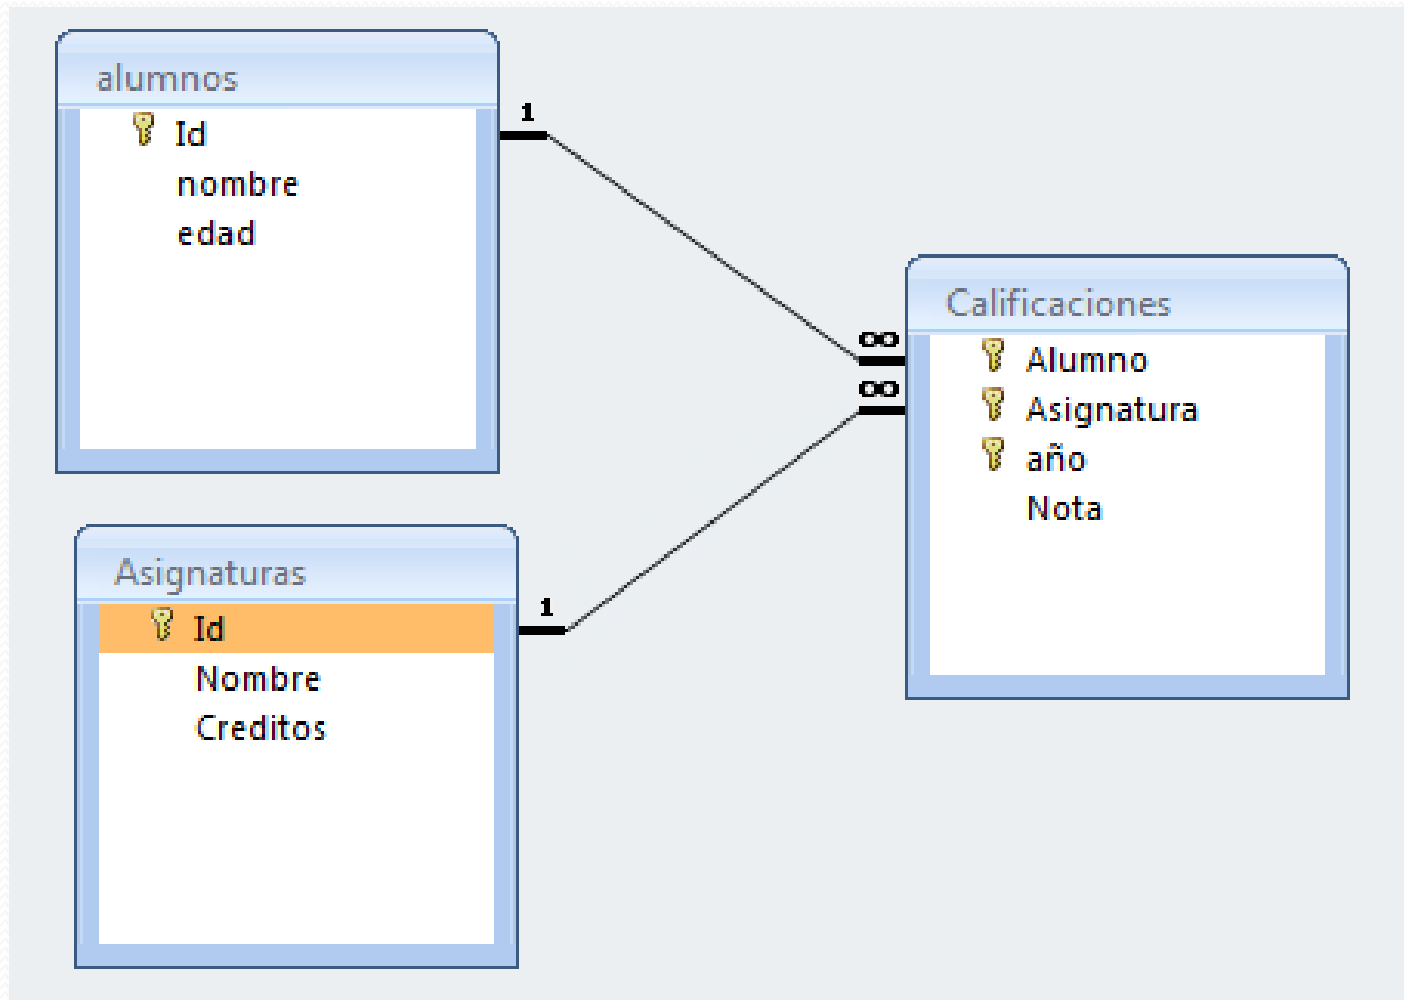 alumnos
Id
nombre
edad
1
Calificaciones
Alumno
Asignatura
año
Nota
∞
∞
Asignaturas
Id
Nombre
Creditos
1